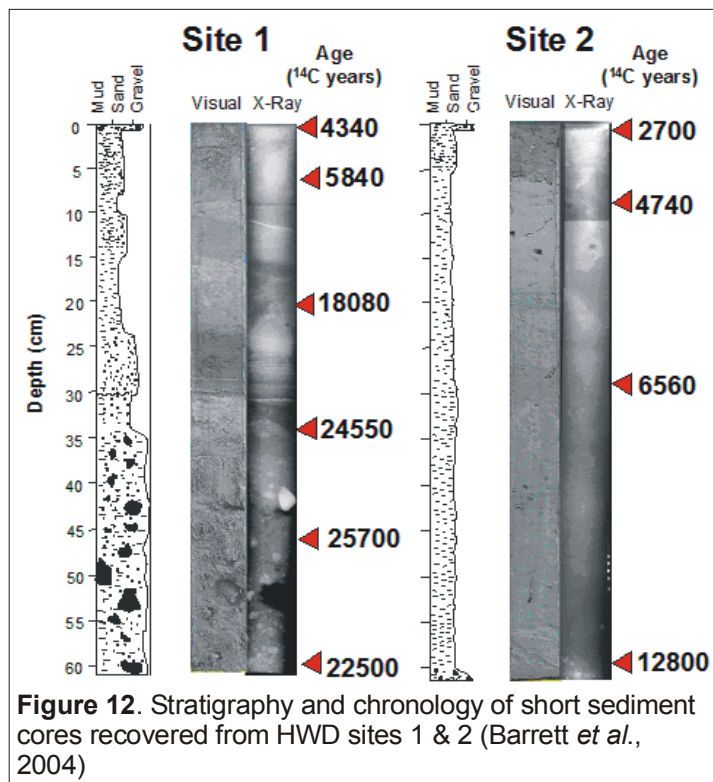 Site 1
Site 2
Age
(14C years)
Age
(14C years)
Mud
Sand
Gravel
Visual X-Ray
Mud
Sand
Gravel
Visual X-Ray
Depth (cm)
0
5
10
15
20
25
30
35
40
45
50
55
60
4340
5840
18080
24550
25700
22500
2700
4740
6560
12800
Figure 12. Stratigraphy and chronology of short sediment
cores recovered from HWD sites 1 & 2 (Barrett et al.,
2004)